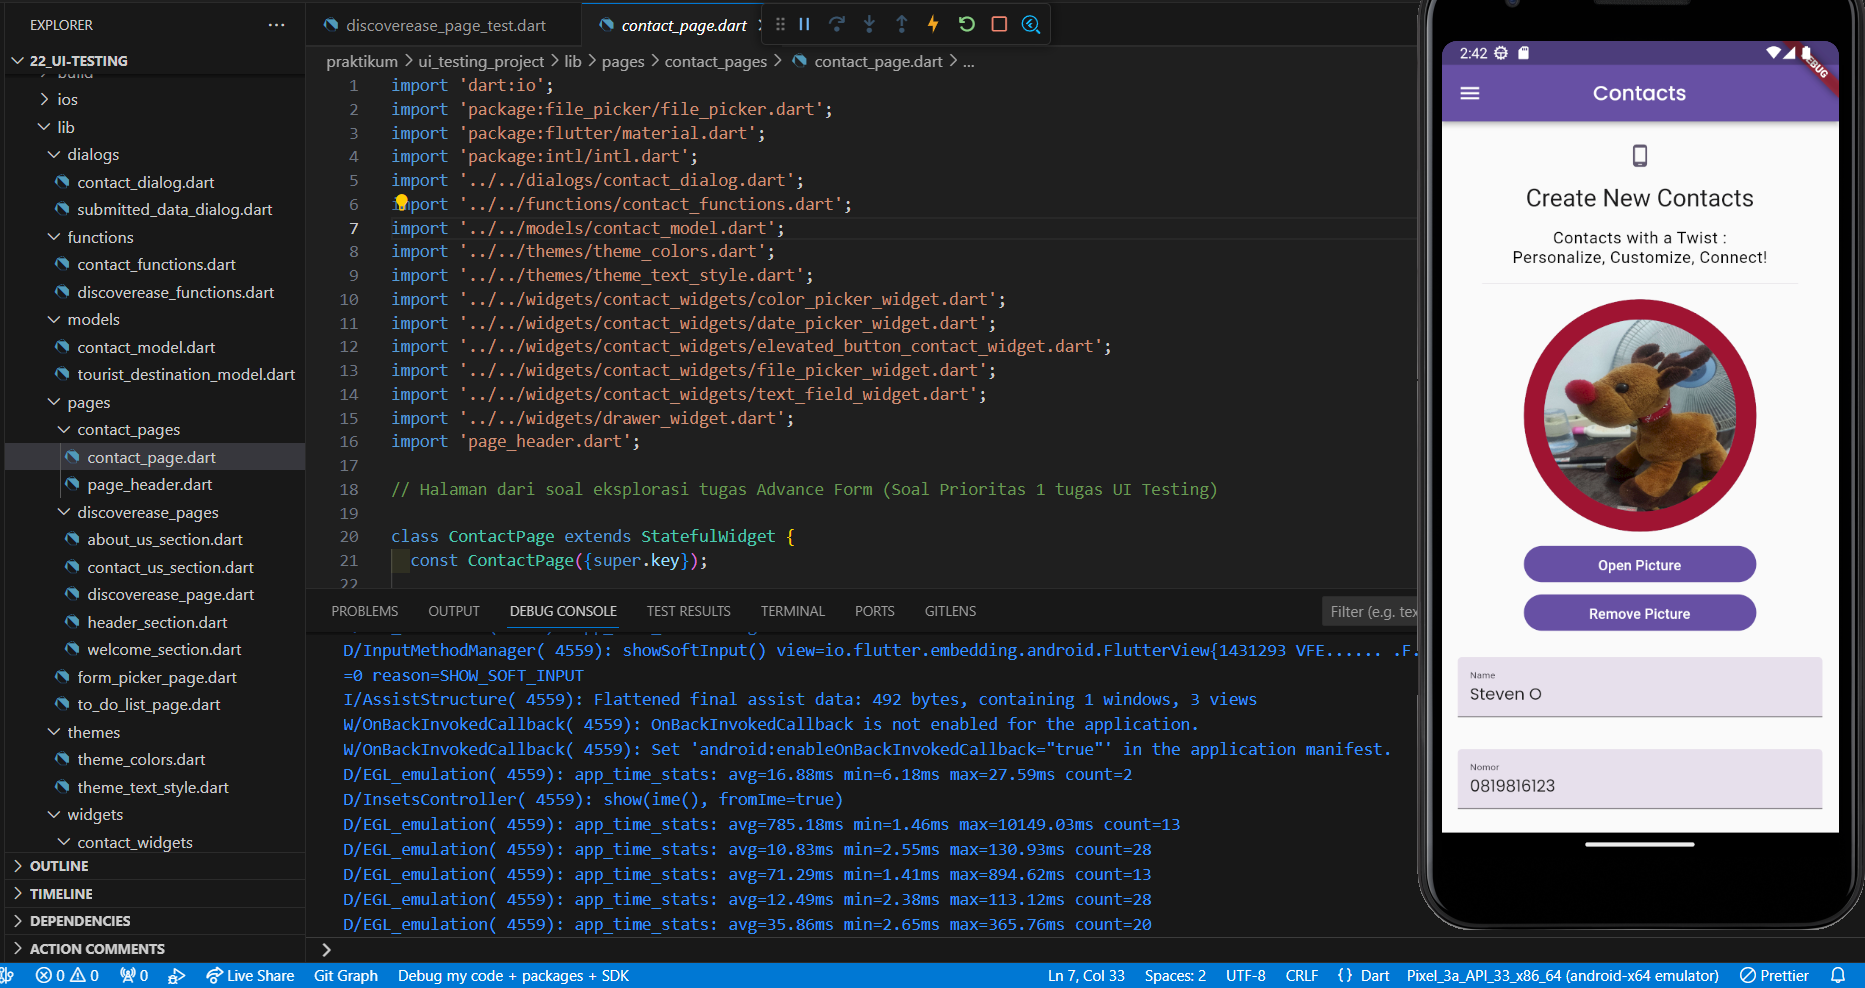 EXPLORER
22_UI-TESTING
build
ios
lib
dialogs
contact_dialog.dart
submitted_data_dialog.dart
functions
contact_functions.dart
discoverease_functions.dart
models
contact_model.dart
tourist_destination_model.dart
pages
contact_pages
contact_page.dart
page_header.dart
discoverease_pages
about_us_section.dart
contact_us_section.dart
discoverease_page.dart
header_section.dart
welcome_section.dart
form_picker_page.dart
to_do_list_page.dart
themes
theme_colors.dart
theme_text_style.dart
widgets
contact_widgets
OUTLINE
TIMELINE
DEPENDENCIES
ACTION COMMENTS
discoverease_page_test.dart
contact_page.dart
praktikum > ui_testing_project > lib > pages > contact_pages > contact_page.dart > ...
1 import 'dart:io';
2 import 'package:file_picker/file_picker.dart';
3 import 'package:flutter/material.dart';
4 import 'package:intl/intl.dart';
5 import '../../dialogs/contact_dialog.dart';
6 import '../../functions/contact_functions.dart';
7 import '../../models/contact_model.dart';
8 import '../../themes/theme_colors.dart';
9 import '../../themes/theme_text_style.dart';
10 import '../../widgets/contact_widgets/color_picker_widget.dart';
11 import '../../widgets/contact_widgets/date_picker_widget.dart';
12 import '../../widgets/contact_widgets/elevated_button_contact_widget.dart';
13 import '../../widgets/contact_widgets/file_picker_widget.dart';
14 import '../../widgets/contact_widgets/text_field_widget.dart';
15 import '../../widgets/drawer_widget.dart';
16 import 'page_header.dart';
17
18 // Halaman dari soal eksplorasi tugas Advance Form (Soal Prioritas 1 tugas UI Testing)
19
20 class ContactPage extends StatefulWidget {
21 const ContactPage({super.key});
22
PROBLEMS OUTPUT DEBUG CONSOLE TEST RESULTS TERMINAL PORTS GITLENS
Filter (e.g. tex
D/InputMethodManager( 4559): showSoftInput() view=io.flutter.embedding.android.FlutterView{1431293 VFE...... .F.
=0 reason=SHOW_SOFT_INPUT
I/AssistStructure( 4559): Flattened final assist data: 492 bytes, containing 1 windows, 3 views
W/OnBackInvokedCallback( 4559): OnBackInvokedCallback is not enabled for the application.
W/OnBackInvokedCallback( 4559): Set 'android:enableOnBackInvokedCallback="true"' in the application manifest.
D/EGL_emulation( 4559): app_time_stats: avg=16.88ms min=6.18ms max=27.59ms count=2
D/InsetsController( 4559): show(ime(), fromIme=true)
D/EGL_emulation( 4559): app_time_stats: avg=785.18ms min=1.46ms max=10149.03ms count=13
D/EGL_emulation( 4559): app_time_stats: avg=10.83ms min=2.55ms max=130.93ms count=28
D/EGL_emulation( 4559): app_time_stats: avg=71.29ms min=1.41ms max=894.62ms count=13
D/EGL_emulation( 4559): app_time_stats: avg=12.49ms min=2.38ms max=113.12ms count=28
D/EGL_emulation( 4559): app_time_stats: avg=35.86ms min=2.65ms max=365.76ms count=20
2:42
DEBUG
Contacts
Create New Contacts
Contacts with a Twist :
Personalize, Customize, Connect!
Open Picture
Remove Picture
Name
Steven O
Nomor
0819816123
0 0 0 Live Share Git Graph Debug my code + packages + SDK Ln 7, Col 33 Spaces: 2 UTF-8 CRLF {} Dart Pixel_3a_API_33_x86_64 (android-x64 emulator) Prettier